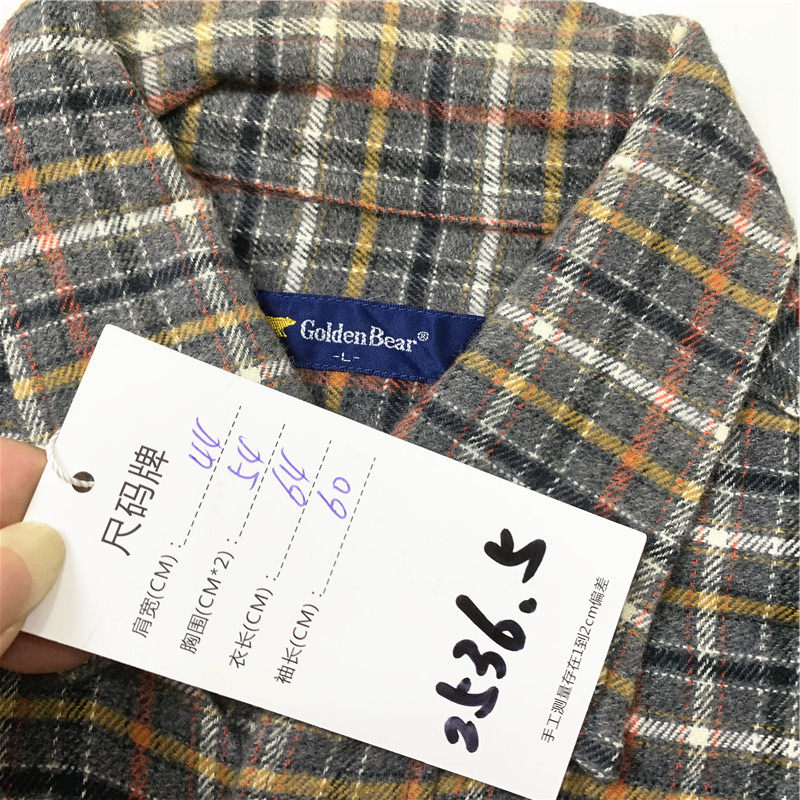 GoldenBear®
-L-
尺码牌
肩宽(CM)：44
胸围(CM*2)：54
衣长(CM)：64
袖长(CM)：60
2536.5
手工测量存在1到2cm偏差